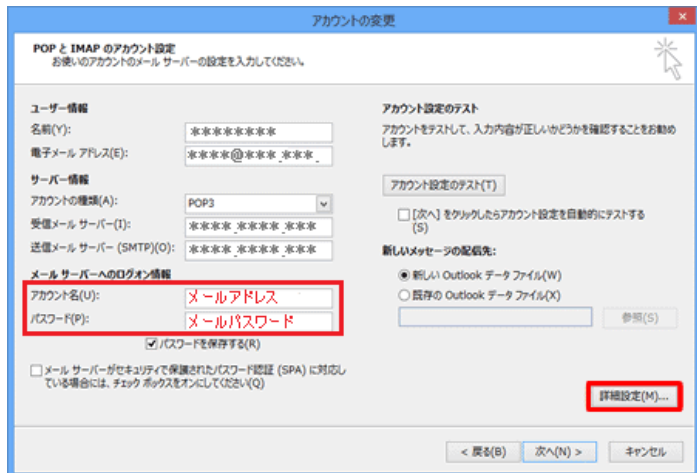 アカウントの変更
POP と IMAP のアカウント設定
お使いのアカウントのメール サーバーの設定を入力してください。
ユーザー情報
名前(Y):
********
電子メール アドレス(E):
****@***.***.
サーバー情報
アカウントの種類(A):
POP3
受信メール サーバー(I):
****.****.***
送信メール サーバー (SMTP)(O):
****.****.***
メール サーバーへのログオン情報
アカウント名(U):
メールアドレス
パスワード(P):
メールパスワード
パスワードを保存する(R)
メール サーバーがセキュリティで保護されたパスワード認証 (SPA) に対応し
ている場合には、チェック ボックスをオンにしてください(Q)
アカウント設定のテスト
アカウントをテストして、入力内容が正しいかどうかを確認することをお勧め
します。
アカウント設定のテスト(T)
[次へ] をクリックしたらアカウント設定を自動的にテストする
(S)
新しいメッセージの配信先:
新しい Outlook データ ファイル(W)
既存の Outlook データ ファイル(X)
参照(S)
詳細設定(M)...
< 戻る(B)
次へ(N) >
キャンセル